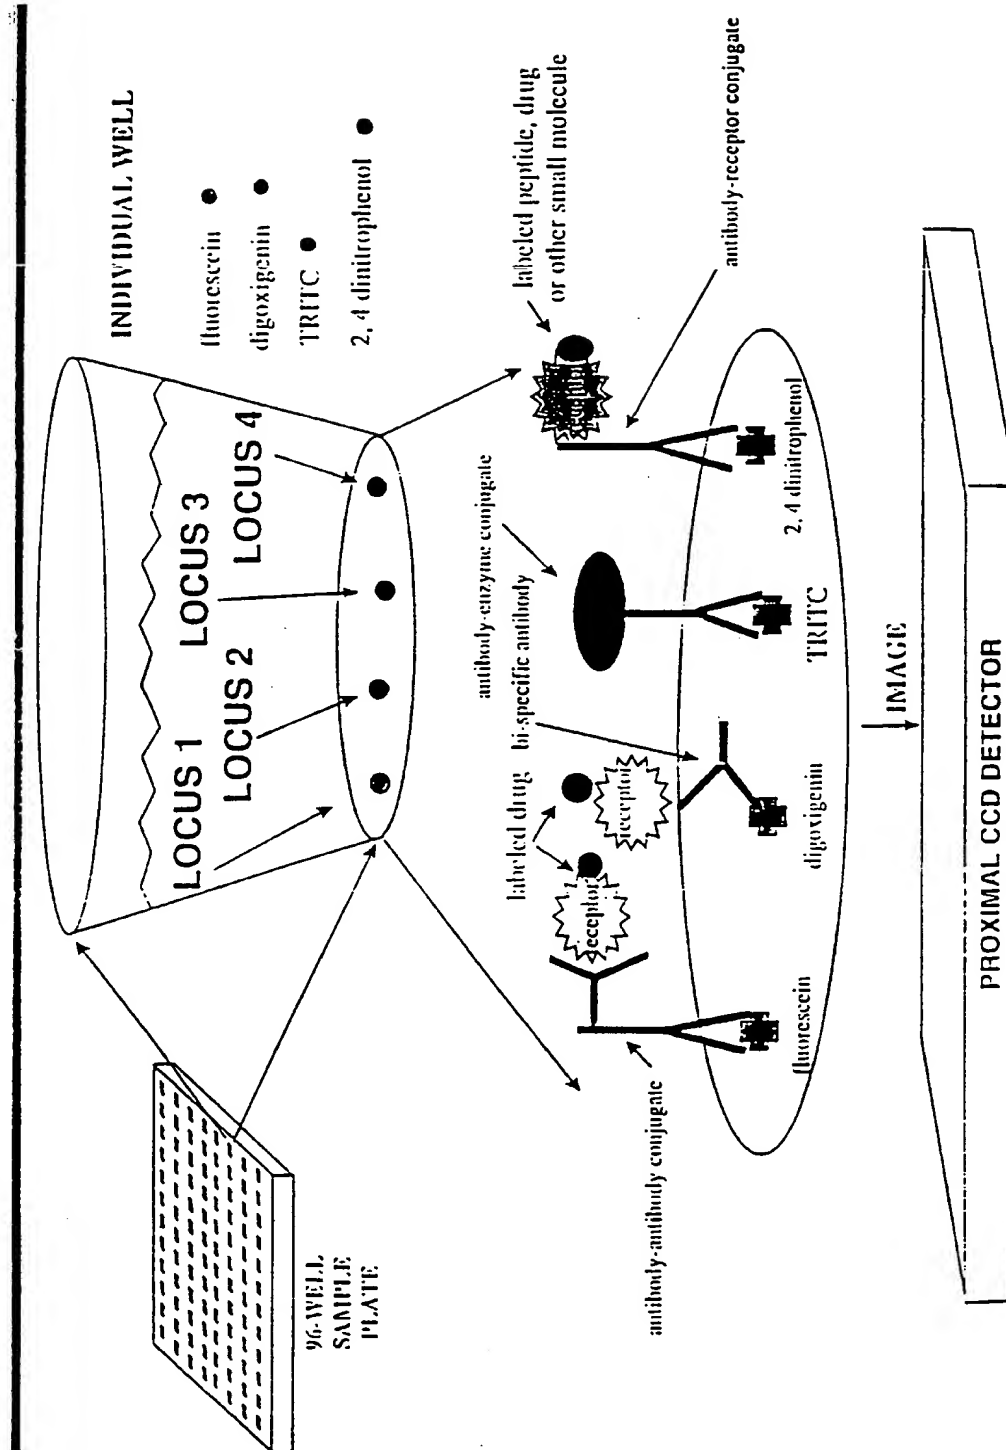 INDIVIDUAL WELL
fluorescein
digoxigenin
TRITC
2, 4 dinitrophenol
LOCUS 1
LOCUS 2
LOCUS 3
LOCUS 4
96-WELL
SAMPLE
PLATE
labeled peptide, drug
or other small molecule
antibody-enzyme conjugate
bi-specific antibody
labeled drug
receptor
receptor
receptor
antibody-receptor conjugate
antibody-antibody conjugate
fluorescein
digoxigenin
TRITC
2, 4 dinitrophenol
IMAGE
PROXIMAL CCD DETECTOR